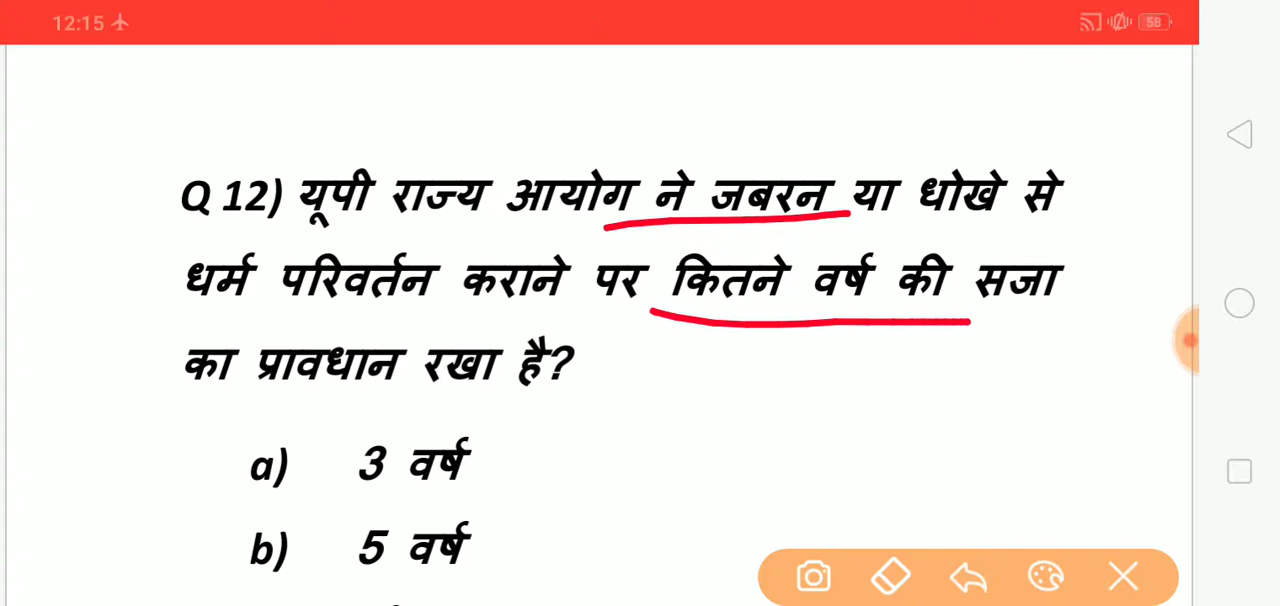 12:15
58
Q 12) यूपी राज्य आयोग ने जबरन या धोखे से
धर्म परिवर्तन कराने पर कितने वर्ष की सजा
का प्रावधान रखा है?
a) 3 वर्ष
b) 5 वर्ष